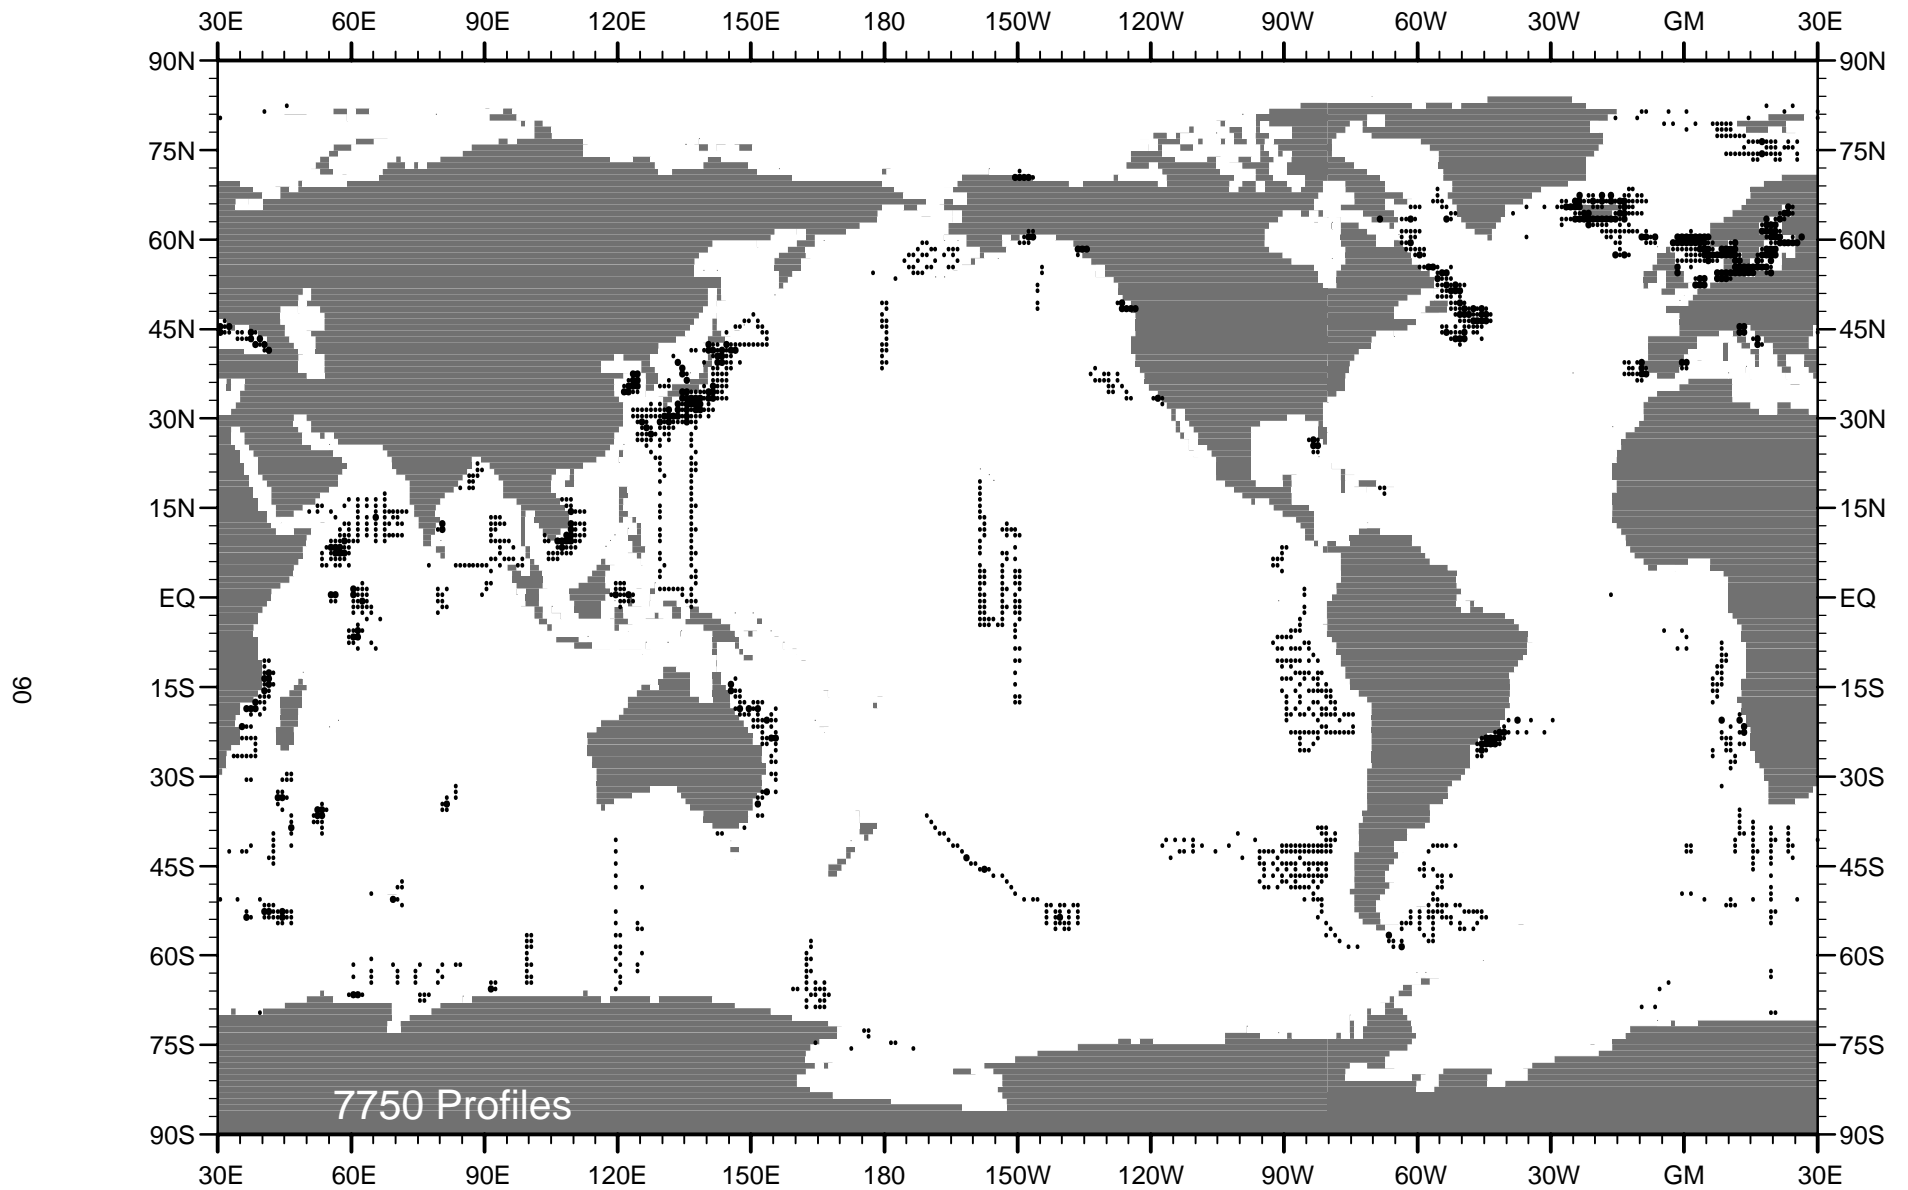 30E 60E 90E 120E 150E 180 150W 120W 90W 60W 30W GM 30E
90N 90N
75N 75N
60N 60N
45N 45N
30N 30N
15N 15N
EQ EQ
15S 15S
30S 30S
45S 45S
60S 60S
75S 75S
90S 90S
7750 Profiles
30E 60E 90E 120E 150E 180 150W 120W 90W 60W 30W GM 30E
90